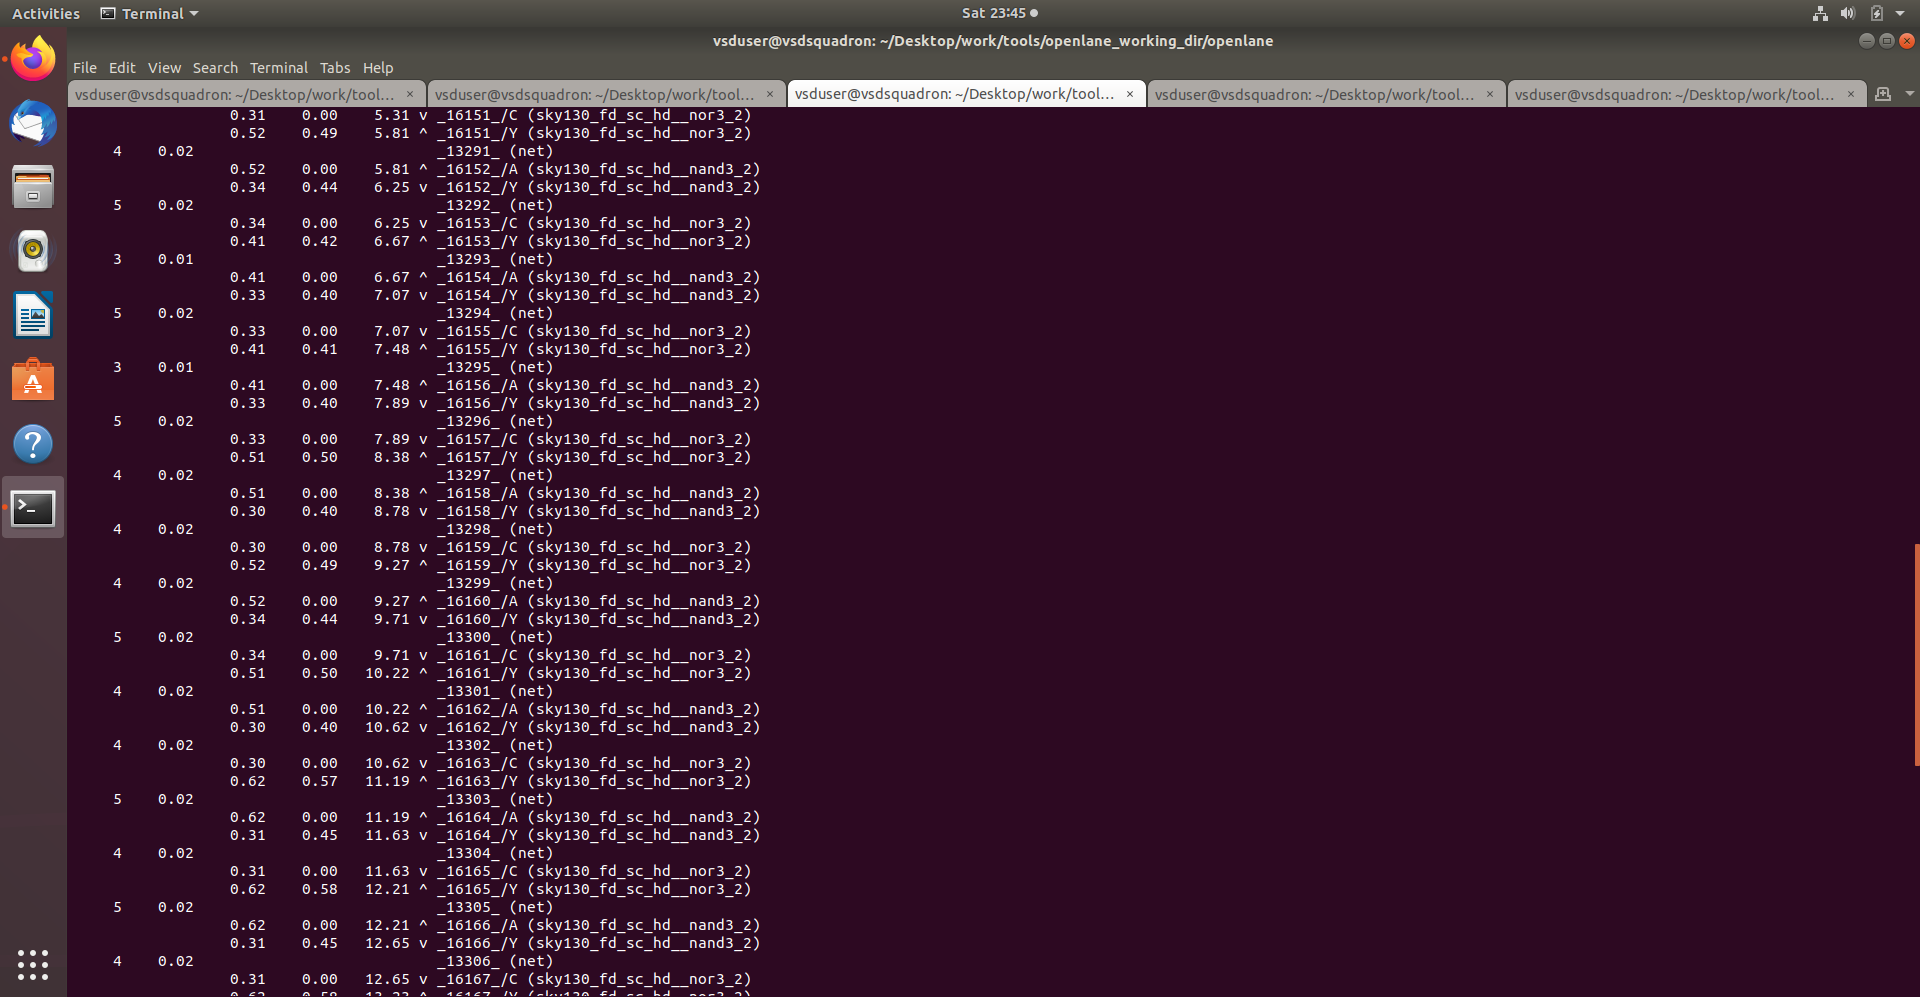 Activities Terminal Sat 23:45
vsduser@vsdsquadron: ~/Desktop/work/tools/openlane_working_dir/openlane
File Edit View Search Terminal Tabs Help
vsduser@vsdsquadron: ~/Desktop/work/tool... × vsduser@vsdsquadron: ~/Desktop/work/tool... × vsduser@vsdsquadron: ~/Desktop/work/tool... × vsduser@vsdsquadron: ~/Desktop/work/tool... × vsduser@vsdsquadron: ~/Desktop/work/tool... ×
0.31 0.00 5.31 v _16151_/C (sky130_fd_sc_hd__nor3_2)
0.52 0.49 5.81 ^ _16151_/Y (sky130_fd_sc_hd__nor3_2)
4 0.02 _13291_ (net)
0.52 0.00 5.81 ^ _16152_/A (sky130_fd_sc_hd__nand3_2)
0.34 0.44 6.25 v _16152_/Y (sky130_fd_sc_hd__nand3_2)
5 0.02 _13292_ (net)
0.34 0.00 6.25 v _16153_/C (sky130_fd_sc_hd__nor3_2)
0.41 0.42 6.67 ^ _16153_/Y (sky130_fd_sc_hd__nor3_2)
3 0.01 _13293_ (net)
0.41 0.00 6.67 ^ _16154_/A (sky130_fd_sc_hd__nand3_2)
0.33 0.40 7.07 v _16154_/Y (sky130_fd_sc_hd__nand3_2)
5 0.02 _13294_ (net)
0.33 0.00 7.07 v _16155_/C (sky130_fd_sc_hd__nor3_2)
0.41 0.41 7.48 ^ _16155_/Y (sky130_fd_sc_hd__nor3_2)
3 0.01 _13295_ (net)
0.41 0.00 7.48 ^ _16156_/A (sky130_fd_sc_hd__nand3_2)
0.33 0.40 7.89 v _16156_/Y (sky130_fd_sc_hd__nand3_2)
5 0.02 _13296_ (net)
0.33 0.00 7.89 v _16157_/C (sky130_fd_sc_hd__nor3_2)
0.51 0.50 8.38 ^ _16157_/Y (sky130_fd_sc_hd__nor3_2)
4 0.02 _13297_ (net)
0.51 0.00 8.38 ^ _16158_/A (sky130_fd_sc_hd__nand3_2)
0.30 0.40 8.78 v _16158_/Y (sky130_fd_sc_hd__nand3_2)
4 0.02 _13298_ (net)
0.30 0.00 8.78 v _16159_/C (sky130_fd_sc_hd__nor3_2)
0.52 0.49 9.27 ^ _16159_/Y (sky130_fd_sc_hd__nor3_2)
4 0.02 _13299_ (net)
0.52 0.00 9.27 ^ _16160_/A (sky130_fd_sc_hd__nand3_2)
0.34 0.44 9.71 v _16160_/Y (sky130_fd_sc_hd__nand3_2)
5 0.02 _13300_ (net)
0.34 0.00 9.71 v _16161_/C (sky130_fd_sc_hd__nor3_2)
0.51 0.50 10.22 ^ _16161_/Y (sky130_fd_sc_hd__nor3_2)
4 0.02 _13301_ (net)
0.51 0.00 10.22 ^ _16162_/A (sky130_fd_sc_hd__nand3_2)
0.30 0.40 10.62 v _16162_/Y (sky130_fd_sc_hd__nand3_2)
4 0.02 _13302_ (net)
0.30 0.00 10.62 v _16163_/C (sky130_fd_sc_hd__nor3_2)
0.62 0.57 11.19 ^ _16163_/Y (sky130_fd_sc_hd__nor3_2)
5 0.02 _13303_ (net)
0.62 0.00 11.19 ^ _16164_/A (sky130_fd_sc_hd__nand3_2)
0.31 0.45 11.63 v _16164_/Y (sky130_fd_sc_hd__nand3_2)
4 0.02 _13304_ (net)
0.31 0.00 11.63 v _16165_/C (sky130_fd_sc_hd__nor3_2)
0.62 0.58 12.21 ^ _16165_/Y (sky130_fd_sc_hd__nor3_2)
5 0.02 _13305_ (net)
0.62 0.00 12.21 ^ _16166_/A (sky130_fd_sc_hd__nand3_2)
0.31 0.45 12.65 v _16166_/Y (sky130_fd_sc_hd__nand3_2)
4 0.02 _13306_ (net)
0.31 0.00 12.65 v _16167_/C (sky130_fd_sc_hd__nor3_2)